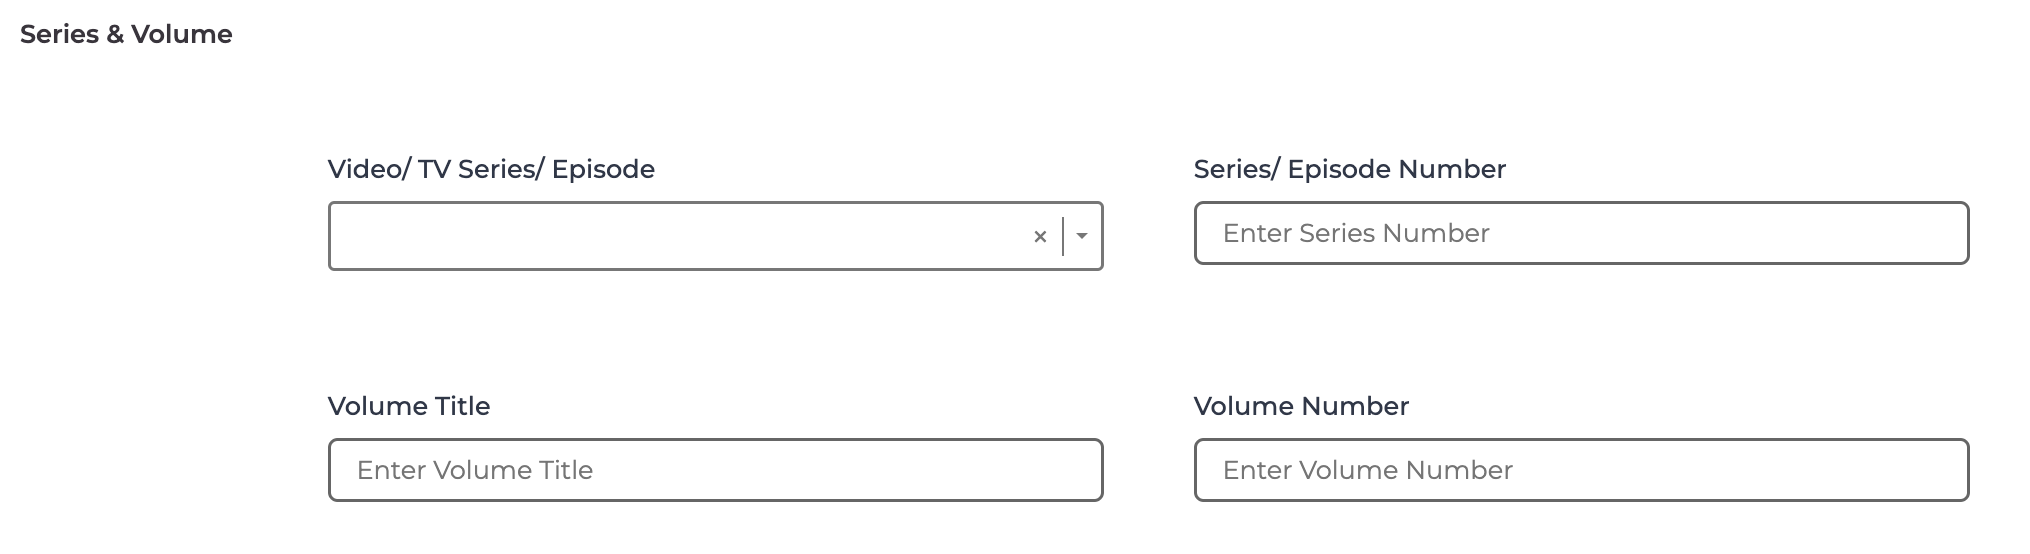 Series & Volume
Video/ TV Series/ Episode
Series/ Episode Number
Enter Series Number
Volume Title
Volume Number
Enter Volume Title
Enter Volume Number